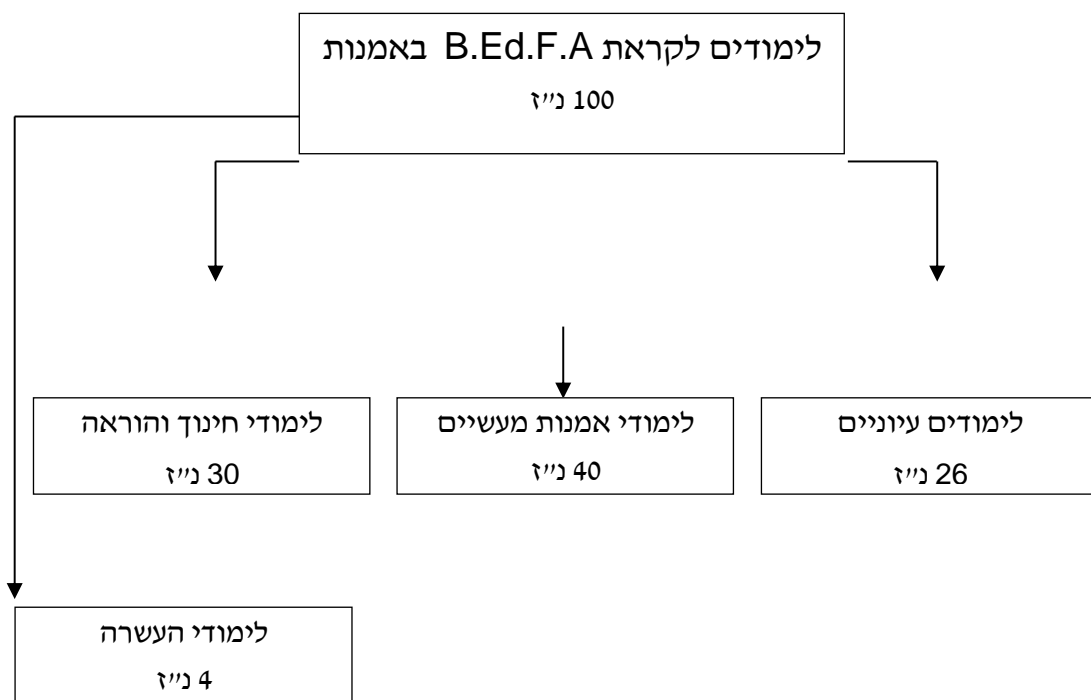 לימודים לקראת B.Ed.F.A באמנות
100 נ״ז
לימודים עיוניים
26 נ״ז
לימודי אמנות מעשיים
40 נ״ז
לימודי חינוך והוראה
30 נ״ז
לימודי העשרה
4 נ״ז